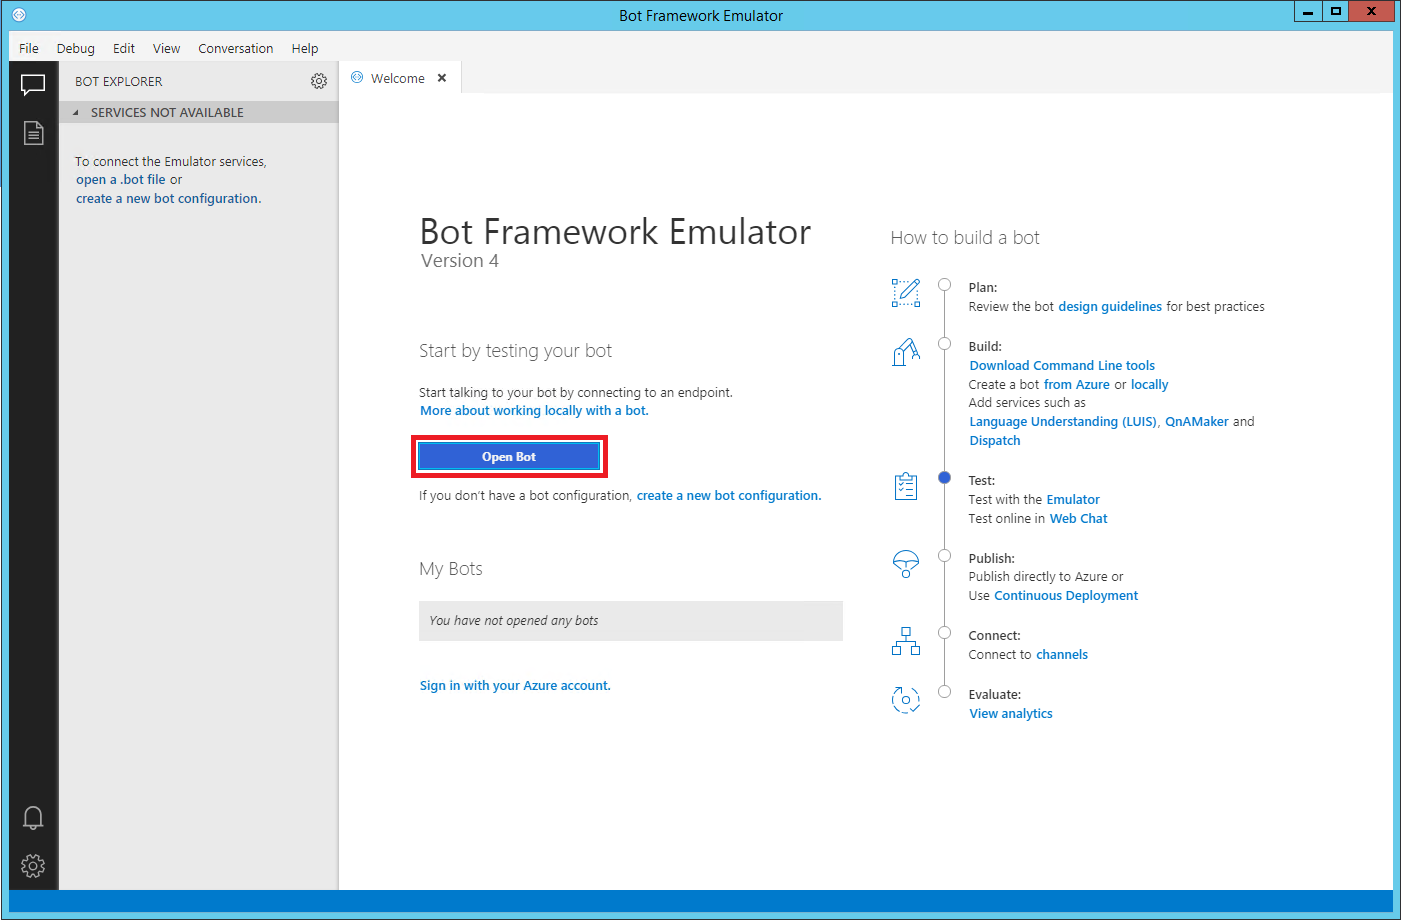 Bot Framework Emulator
File Debug Edit View Conversation Help
BOT EXPLORER
SERVICES NOT AVAILABLE
To connect the Emulator services,
open a .bot file or
create a new bot configuration.
Welcome
Bot Framework Emulator
Version 4
Start by testing your bot
Start talking to your bot by connecting to an endpoint.
More about working locally with a bot.
Open Bot
If you don't have a bot configuration, create a new bot configuration.
My Bots
You have not opened any bots
Sign in with your Azure account.
How to build a bot
Plan:
Review the bot design guidelines for best practices
Build:
Download Command Line tools
Create a bot from Azure or locally
Add services such as
Language Understanding (LUIS), QnAMaker and
Dispatch
Test:
Test with the Emulator
Test online in Web Chat
Publish:
Publish directly to Azure or
Use Continuous Deployment
Connect:
Connect to channels
Evaluate:
View analytics